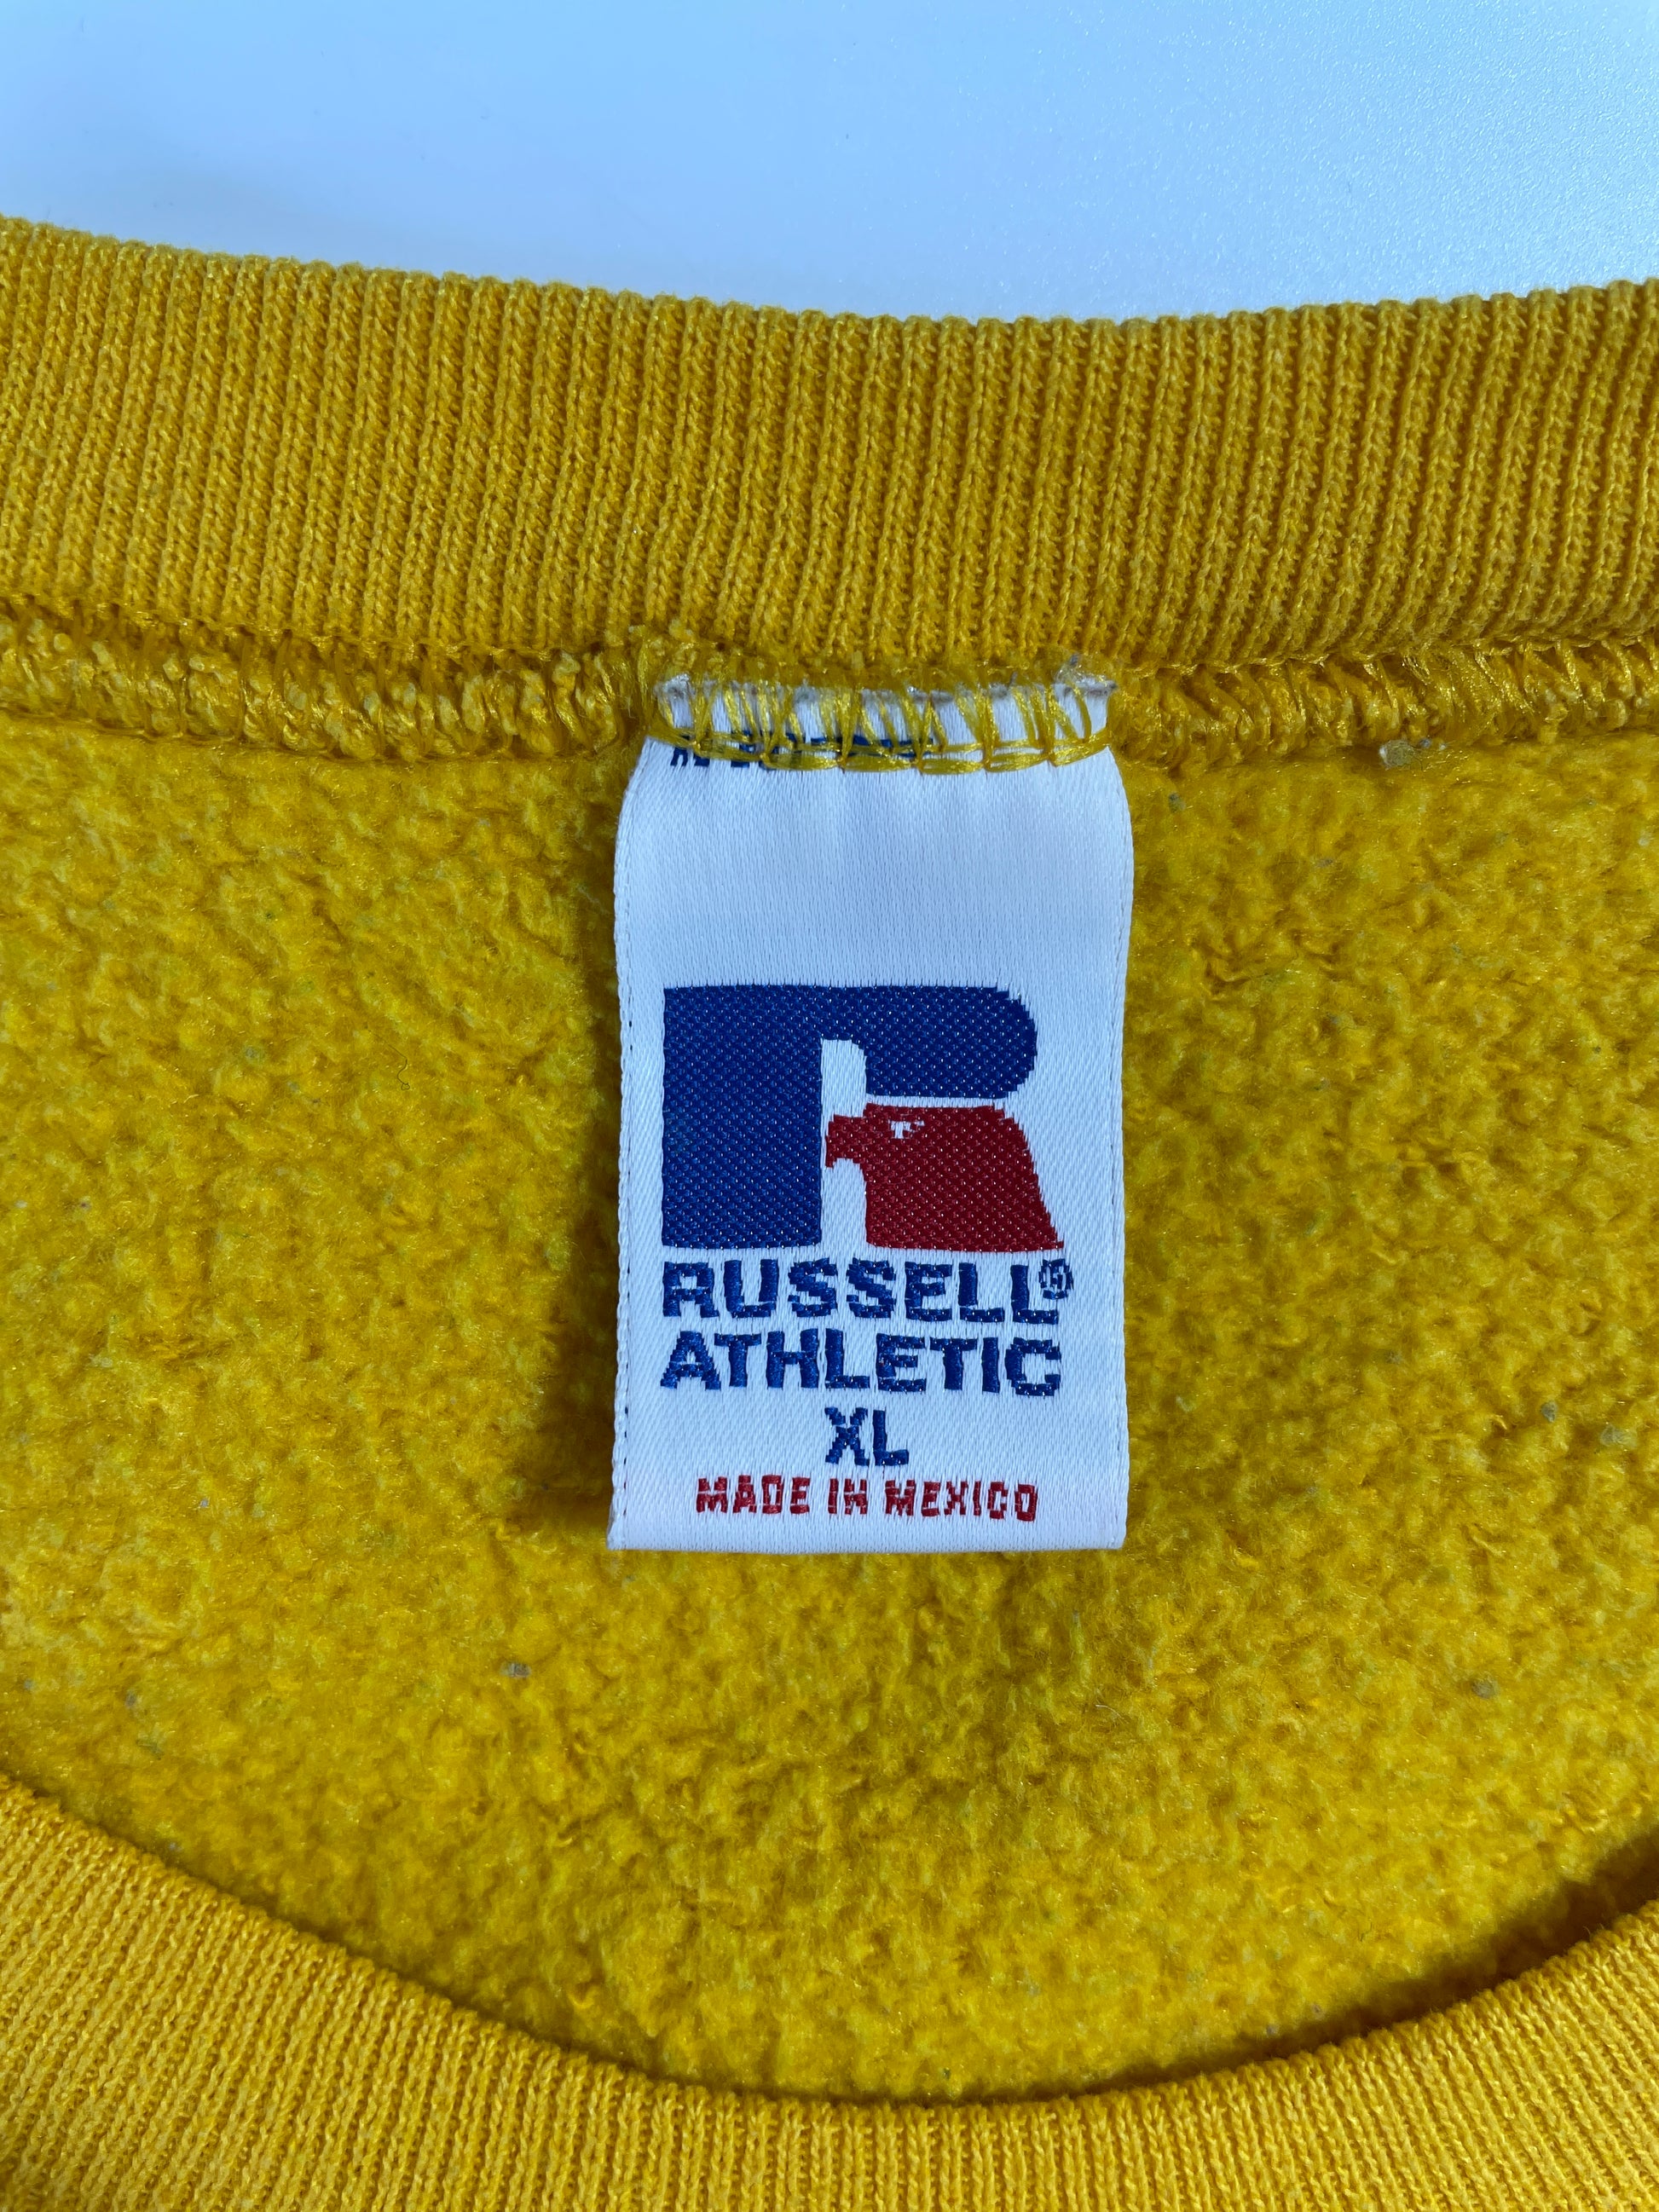 RUSSELL®
ATHLETIC
XL
MADE IN MEXICO